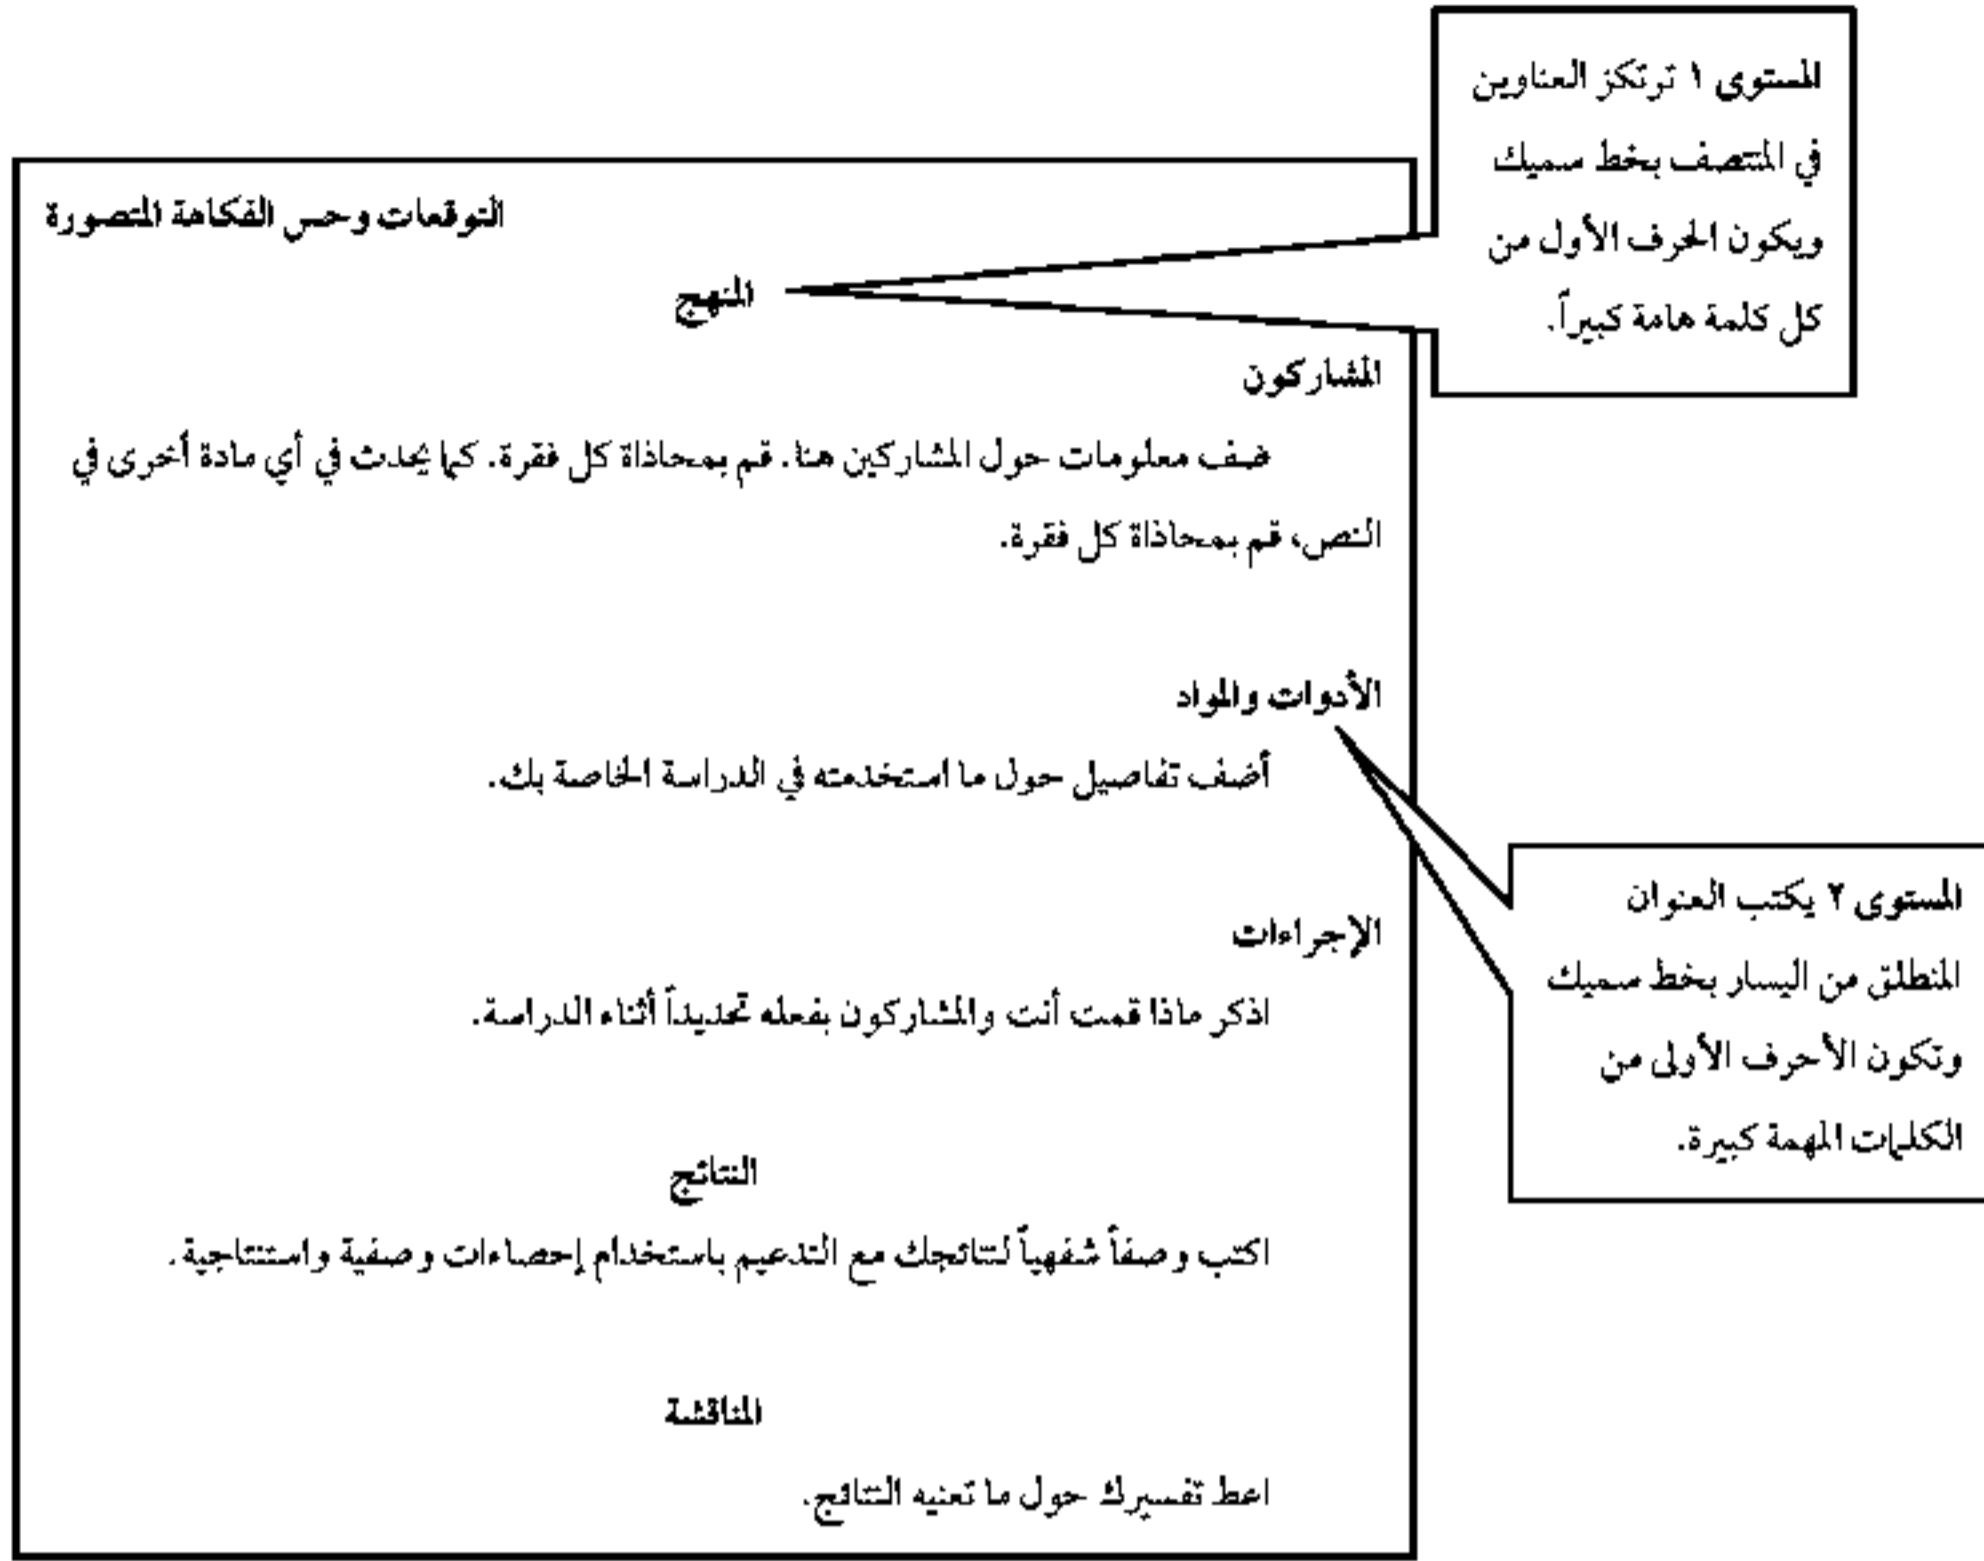 المستوى ١ ترتكز العناوين
في المنتصف بخط سميك
ويكون الحرف الأول من
كل كلمة هامة كبيراً.
التوقعات وحس الفكاهة المتصورة
المنهج
المشاركون
ضف معلومات حول المشاركين هنا. قم بمحاذاة كل فقرة. كما يحدث في أي مادة أخرى في
النص، قم بمحاذاة كل فقرة.
الأدوات والمواد
أضف تفاصيل حول ما استخدمته في الدراسة الخاصة بك.
المستوى ٢ يكتب العنوان
المنطلق من اليسار بخط سميك
وتكون الأحرف الأولى من
الكلمات المهمة كبيرة.
الإجراءات
اذكر ماذا قمت أنت والمشاركون بفعله تحديداً أثناء الدراسة.
النتائج
اكتب وصفاً شفهياً لنتائجك مع التدعيم باستخدام إحصاءات وصفية واستنتاجية.
المناقشة
اعط تفسيرك حول ما تعنيه النتائج.